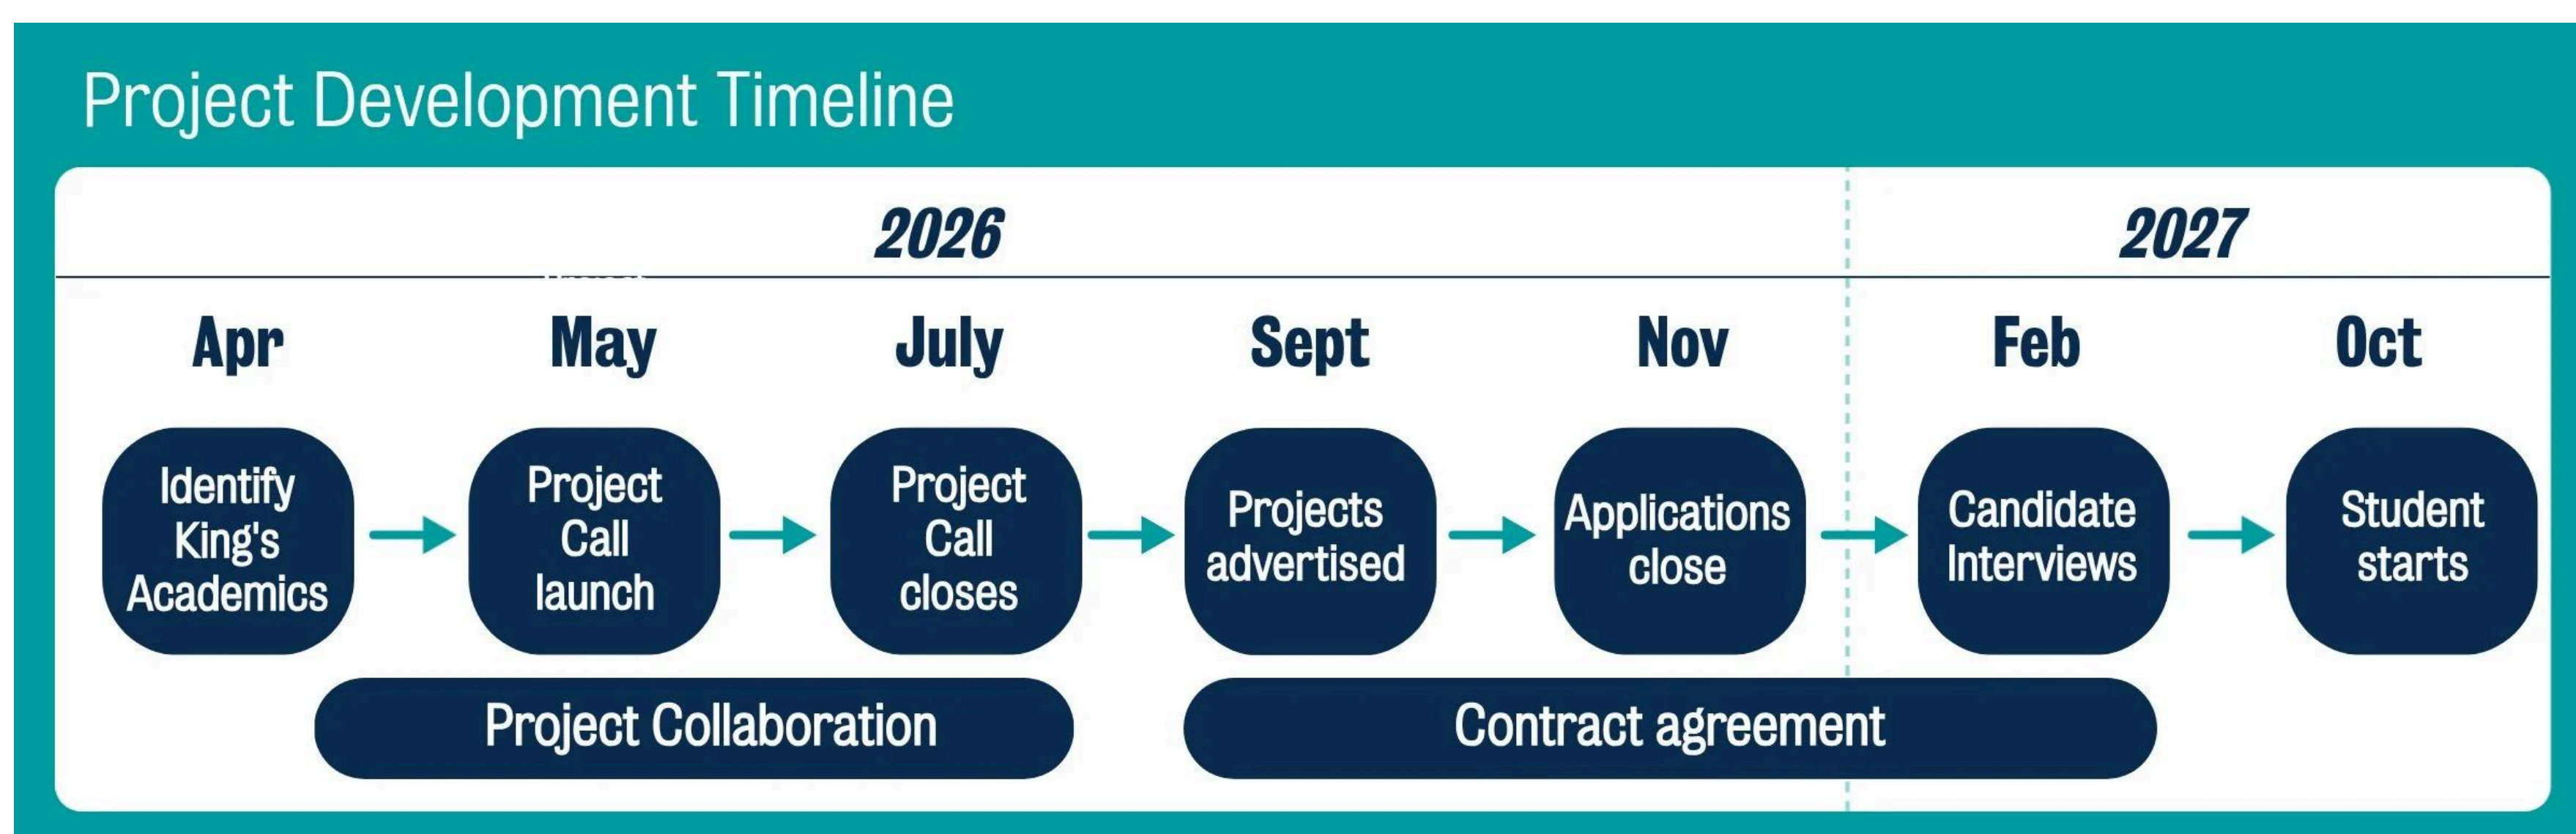 Project Development Timeline
2026
2027
Apr
May
July
Sept
Nov
Feb
Oct
Identify
King's
Academics
Project
Call
launch
Project
Call
closes
Projects
advertised
Applications
close
Candidate
Interviews
Student
starts
Project Collaboration
Contract agreement